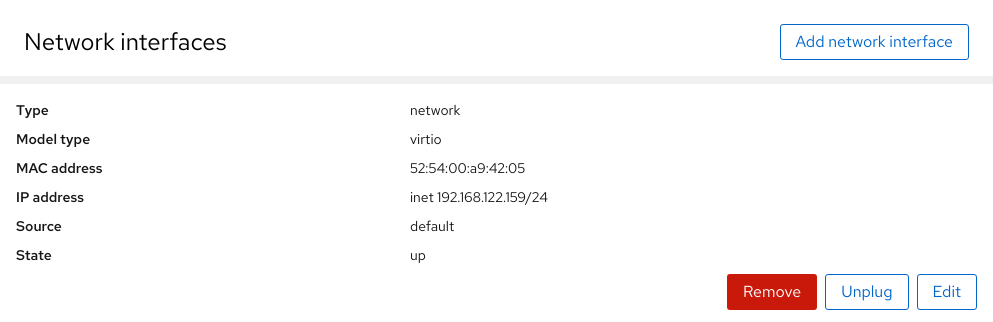 Network interfaces
Add network interface
Type network
Model type virtio
MAC address 52:54:00:a9:42:05
IP address inet 192.168.122.159/24
Source default
State up
Remove Unplug Edit